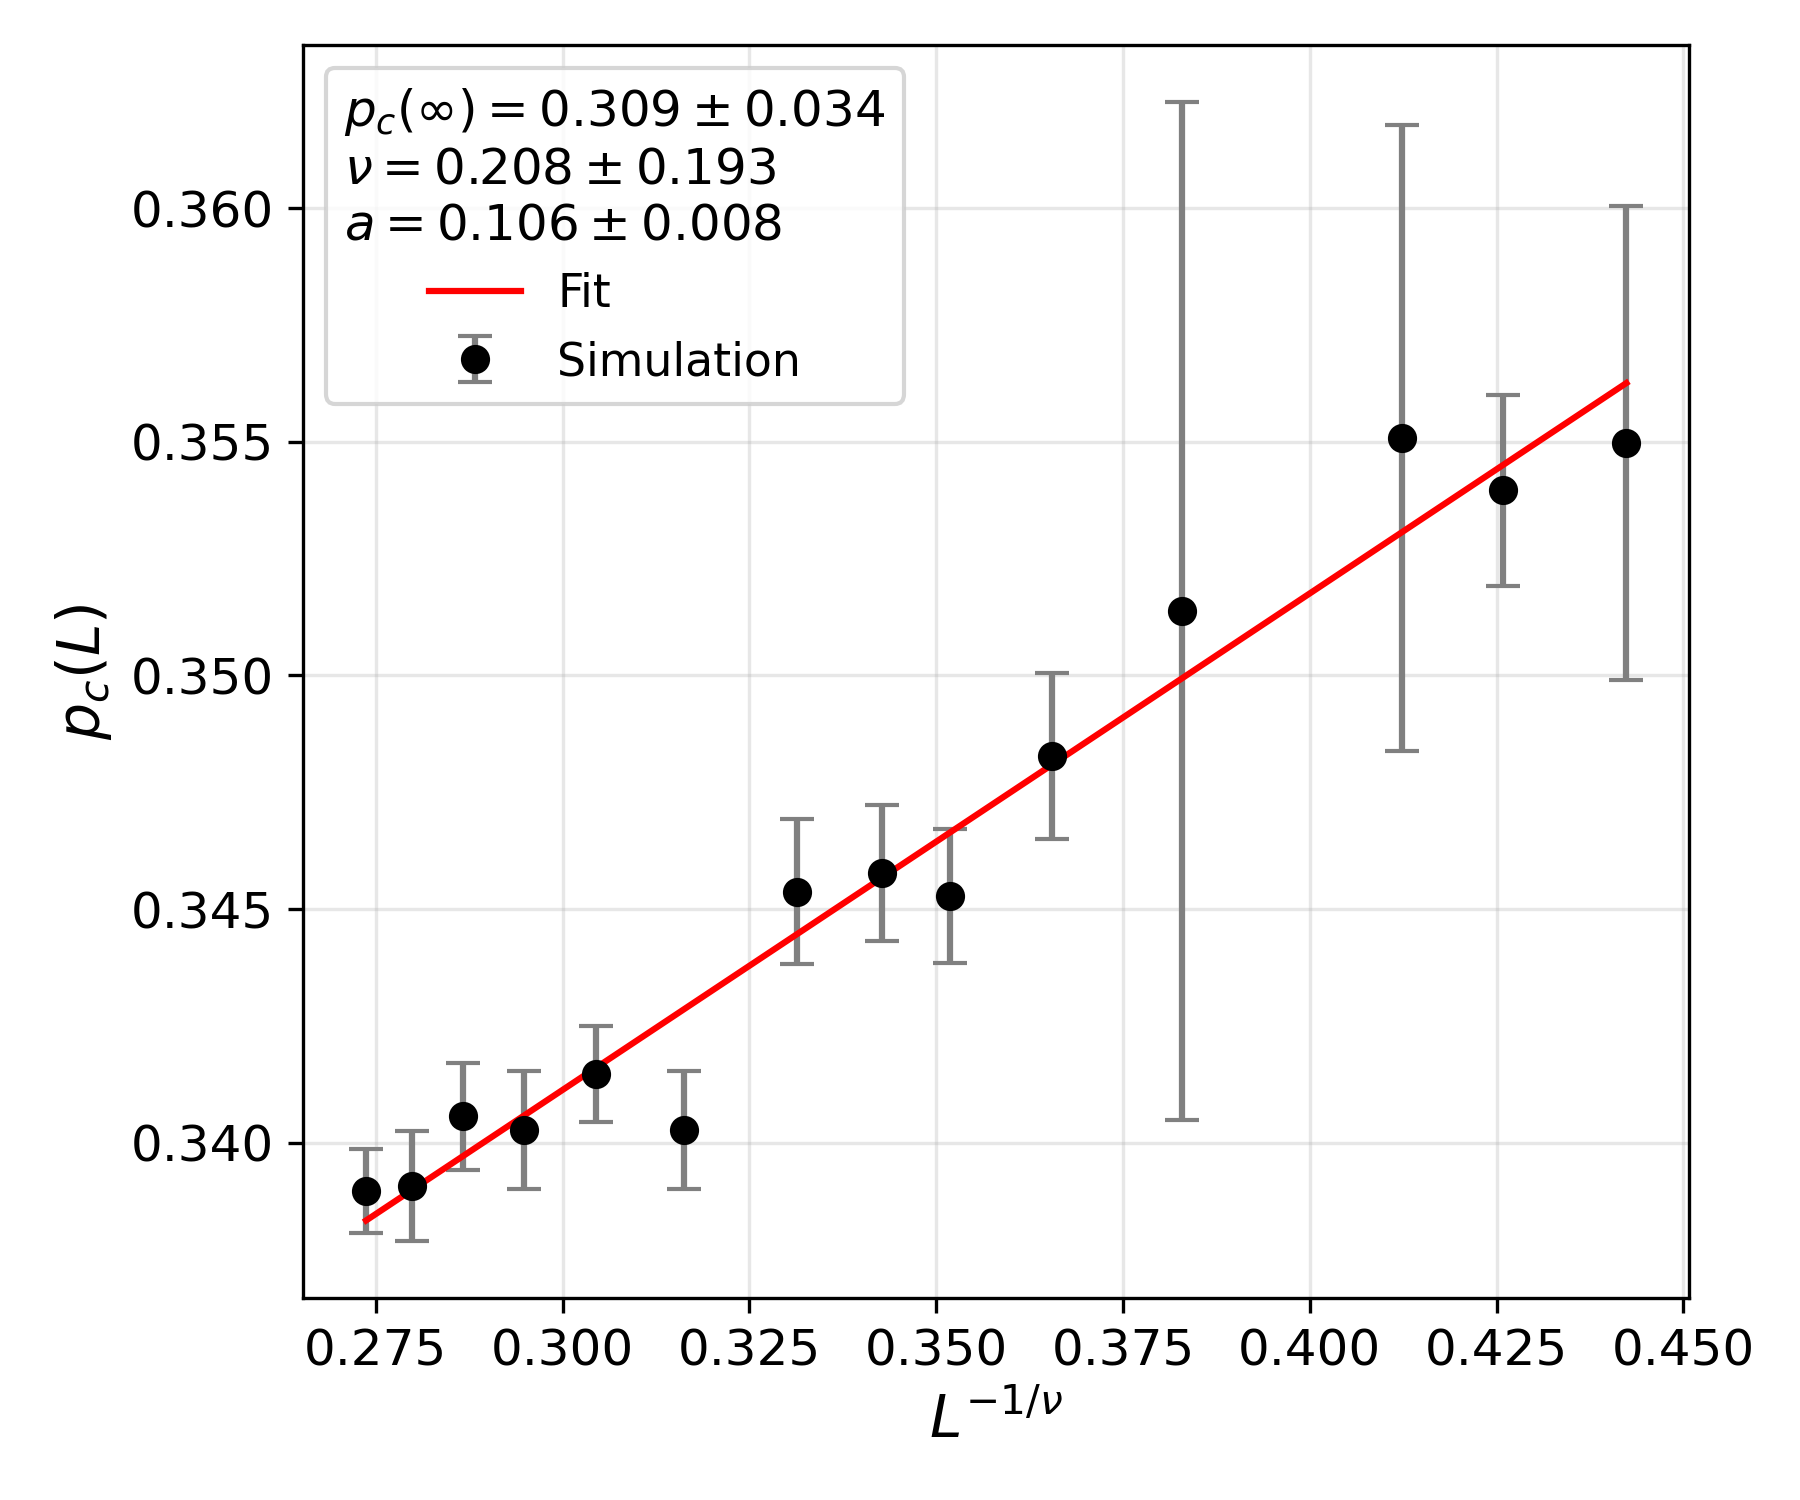 p_c(∞) = 0.309 ± 0.034
ν = 0.208 ± 0.193
a = 0.106 ± 0.008
Fit
Simulation
0.360
0.355
0.350
0.345
0.340
p_c(L)
0.275 0.300 0.325 0.350 0.375 0.400 0.425 0.450
L^{−1/ν}